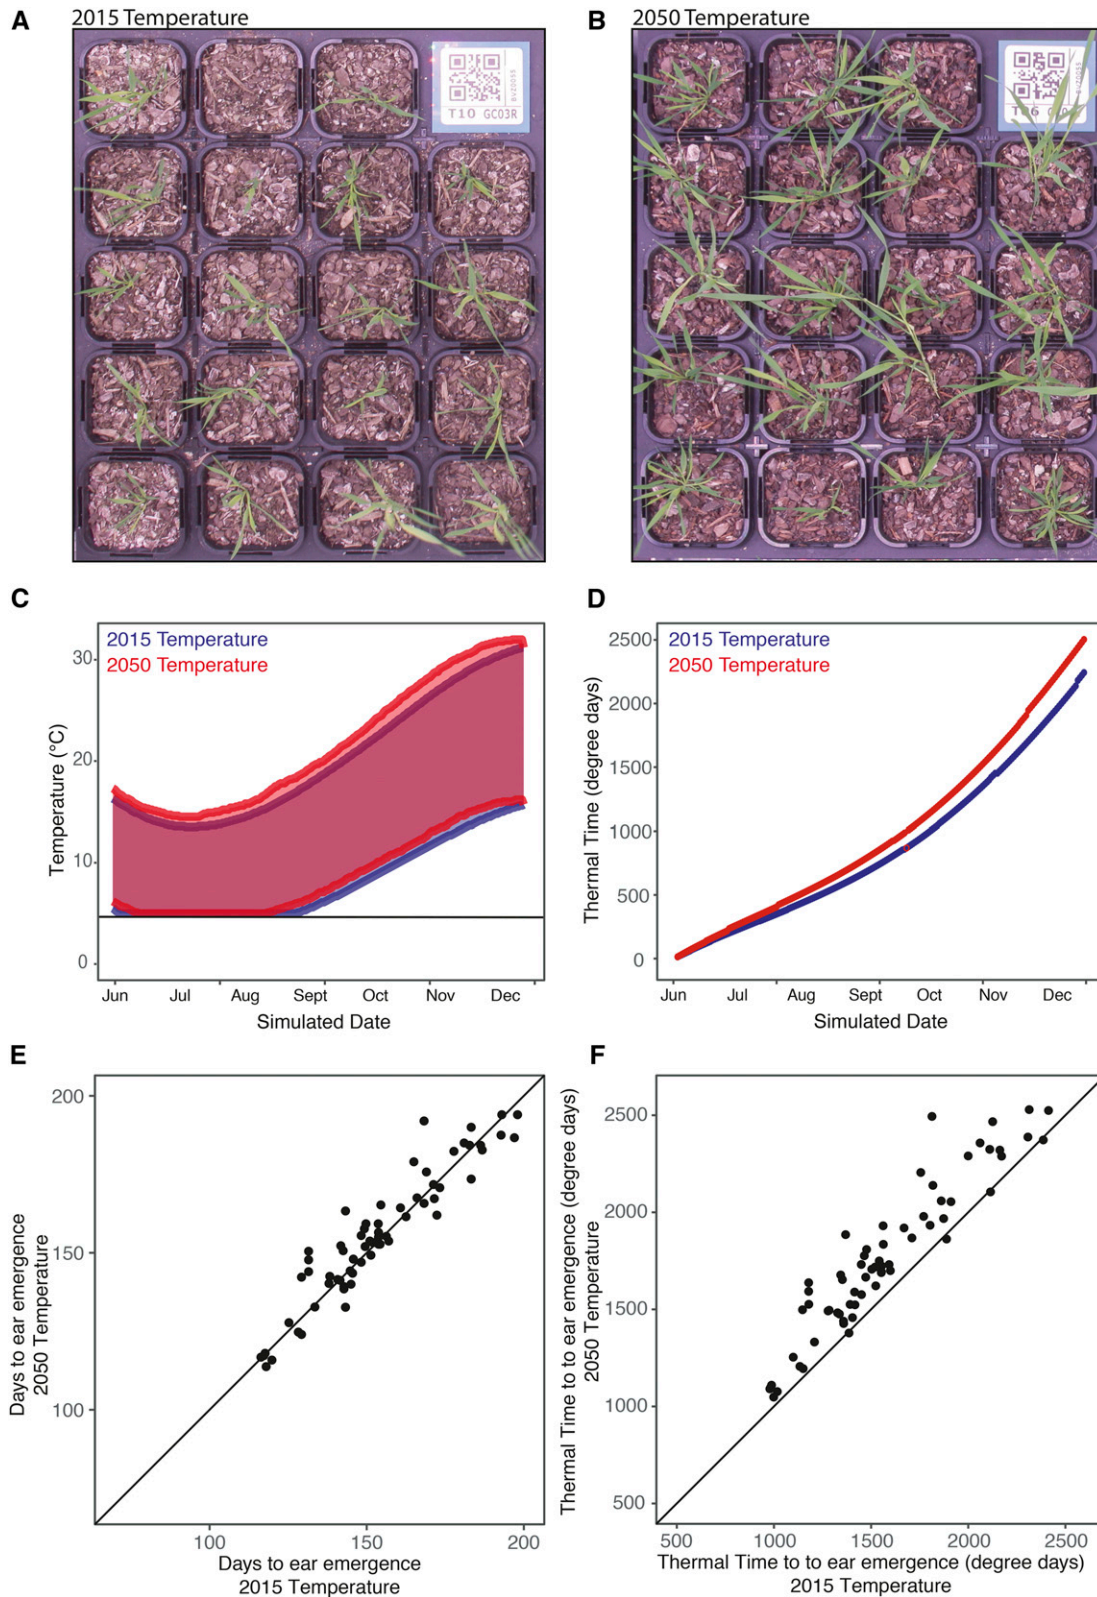 A 2015 Temperature
B 2050 Temperature
T10 GC03R
BVZ0055
BVZ0055
C
D
2015 Temperature
2050 Temperature
30
20
10
0
Temperature (°C)
Jun Jul Aug Sept Oct Nov Dec
Simulated Date
2015 Temperature
2050 Temperature
2500
2000
1500
1000
500
0
Thermal Time (degree days)
Jun Jul Aug Sept Oct Nov Dec
Simulated Date
E
F
200
150
100
Days to ear emergence
2050 Temperature
100 150 200
Days to ear emergence
2015 Temperature
2500
2000
1500
1000
500
Thermal Time to to ear emergence (degree days)
2050 Temperature
500 1000 1500 2000 2500
Thermal Time to to ear emergence (degree days)
2015 Temperature